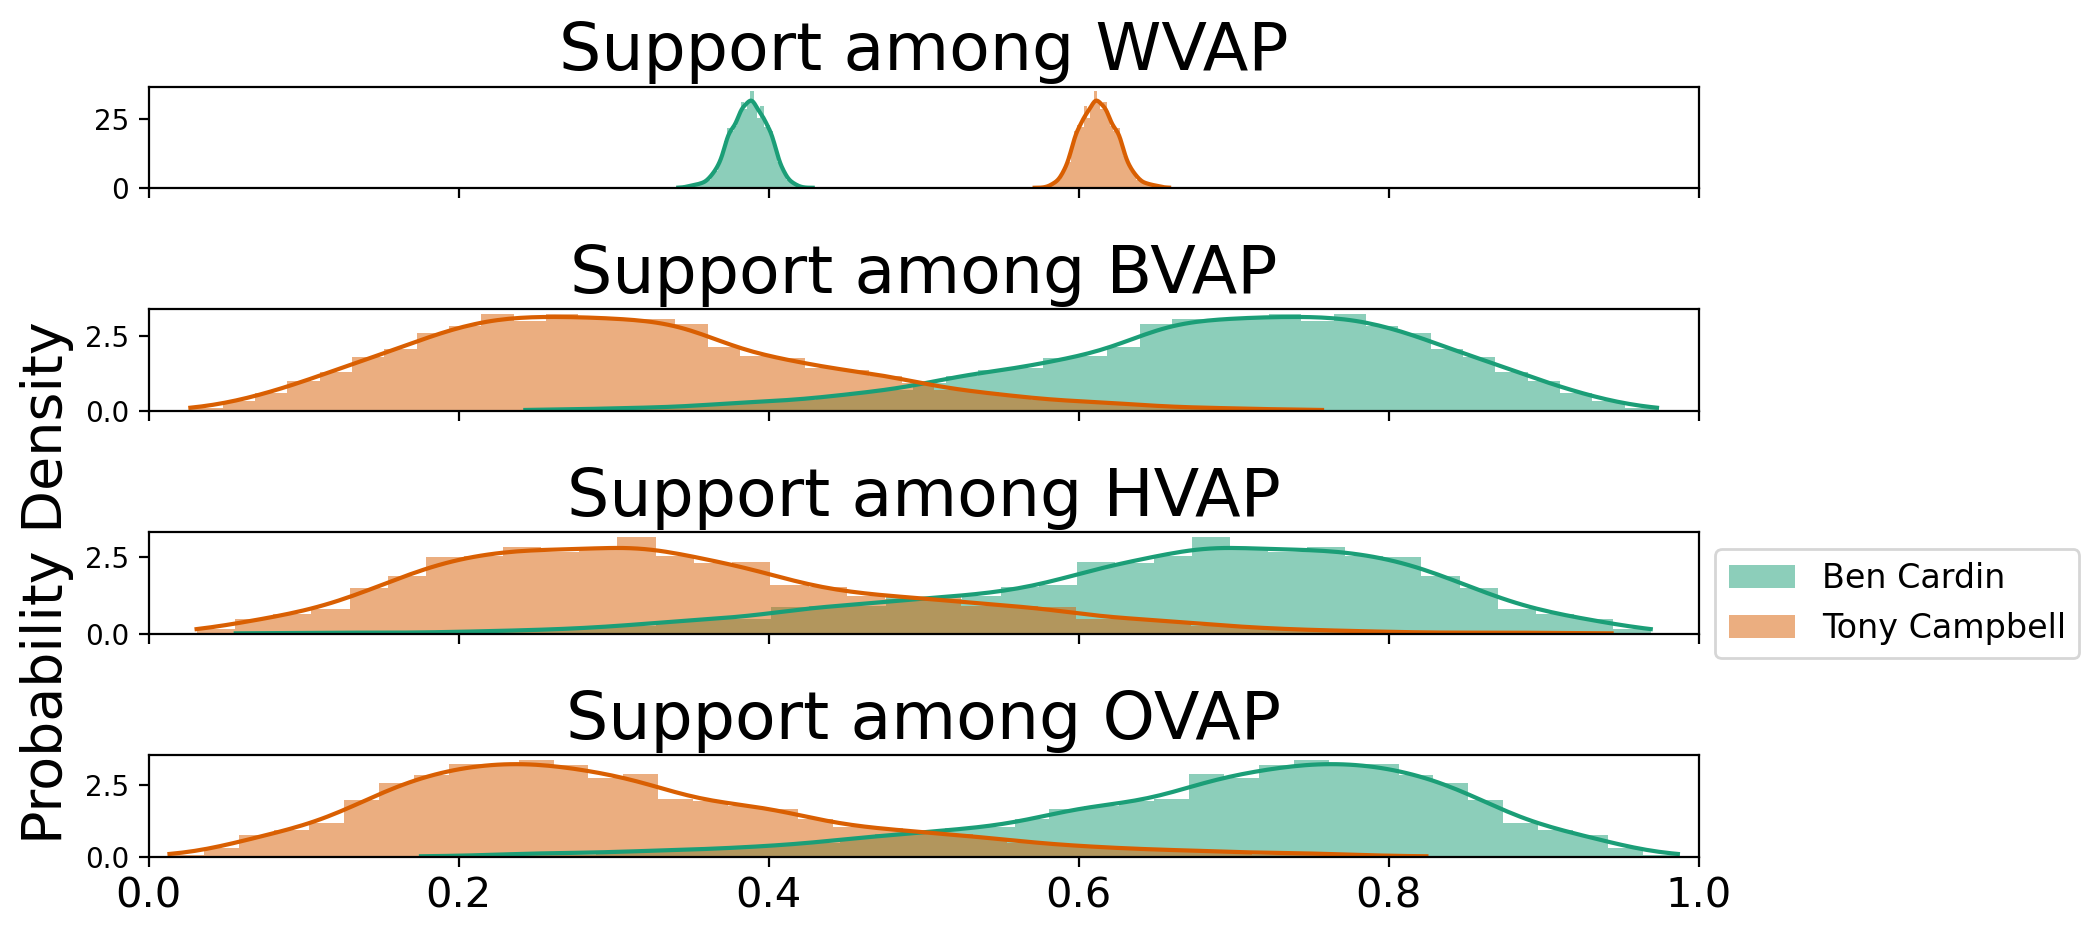 Support among WVAP
25
0
Support among BVAP
2.5
0.0
Support among HVAP
2.5
0.0
Support among OVAP
2.5
0.0
0.0 0.2 0.4 0.6 0.8 1.0
Probability Density
Ben Cardin
Tony Campbell